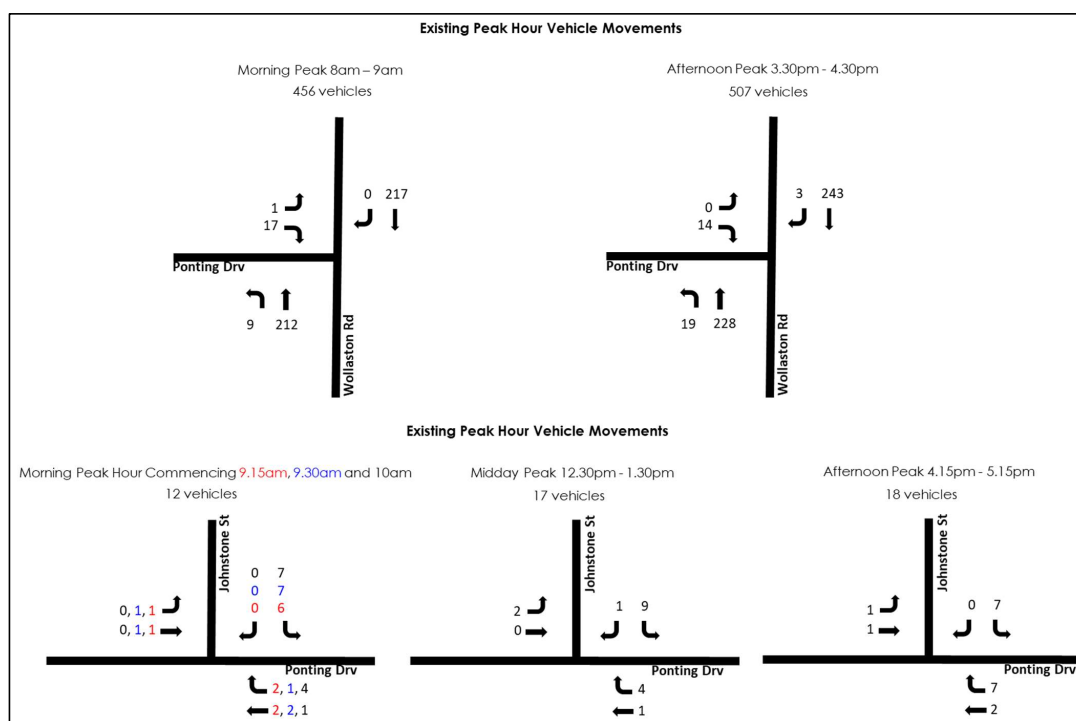 Existing Peak Hour Vehicle Movements
Morning Peak 8am – 9am
456 vehicles
1
17
0 217
Ponting Drv
9 212
Wollaston Rd
Afternoon Peak 3.30pm - 4.30pm
507 vehicles
0
14
3 243
Ponting Drv
19 228
Wollaston Rd
Existing Peak Hour Vehicle Movements
Morning Peak Hour Commencing 9.15am, 9.30am and 10am
12 vehicles
Johnstone St
0 7
0 7
0 6
0, 1, 1
0, 1, 1
Ponting Drv
2, 1, 4
2, 2, 1
Midday Peak 12.30pm - 1.30pm
17 vehicles
Johnstone St
2
0
1 9
4
1
Afternoon Peak 4.15pm - 5.15pm
18 vehicles
Johnstone St
1
1
0 7
Ponting Drv
7
2